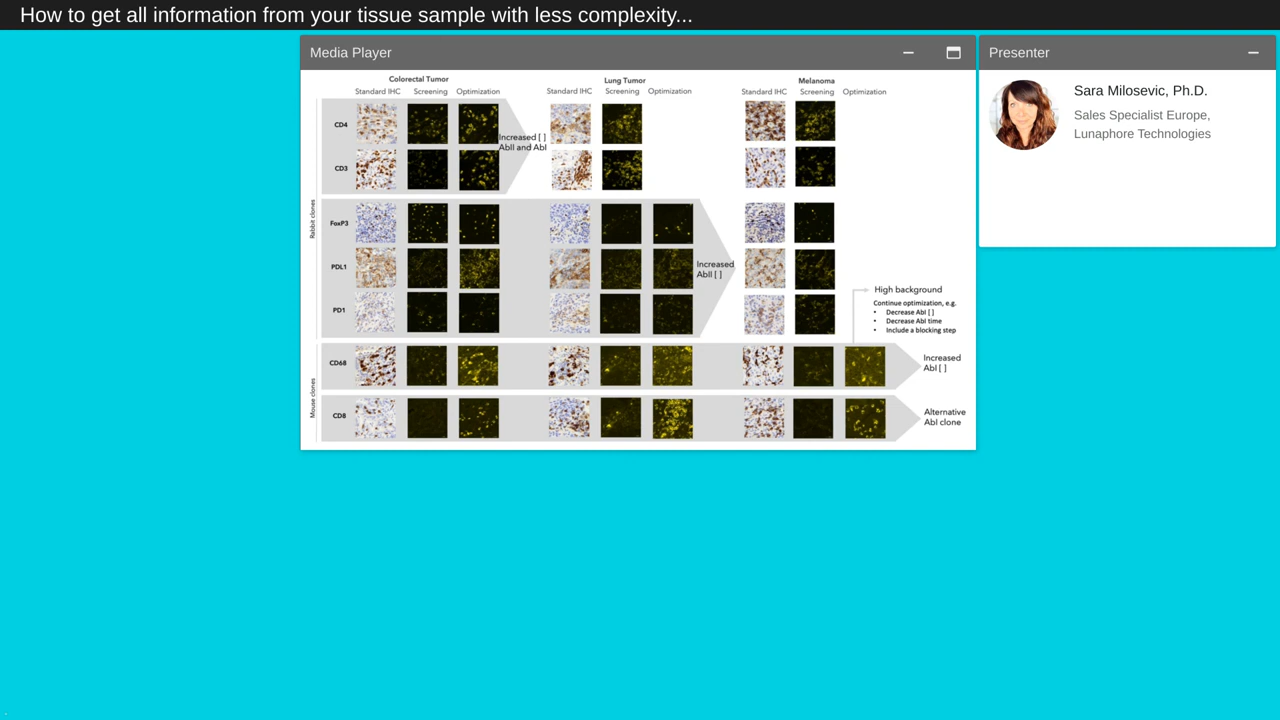 How to get all information from your tissue sample with less complexity...
Media Player
Presenter
Sara Milosevic, Ph.D.
Sales Specialist Europe,
Lunaphore Technologies
Colorectal Tumor
Lung Tumor
Melanoma
Standard IHC
Screening
Optimization
Standard IHC
Screening
Optimization
Standard IHC
Screening
Optimization
Rabbit clones
CD4
Increased [ ]
AbII and AbI
CD3
FoxP3
PDL1
Increased
AbII [ ]
PD1
High background
Continue optimization, e.g.
• Decrease AbI [ ]
• Decrease AbI time
• Include a blocking step
Mouse clones
CD68
Increased
AbI [ ]
CD8
Alternative
AbI clone